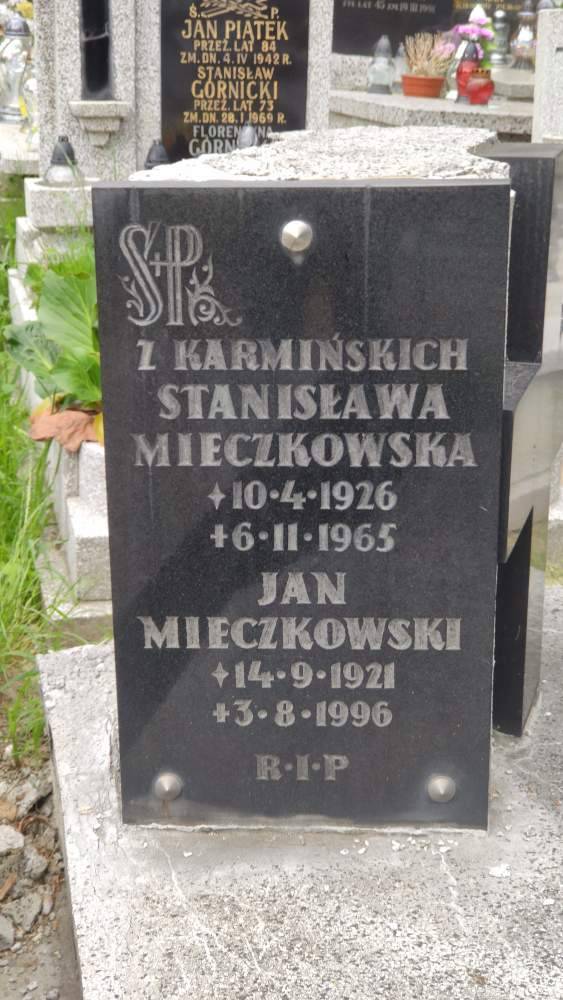 Ś. P.
JAN PIĄTEK
PRZEŻ. LAT 84
ZM. DN. 4. IV 1942 R.
STANISŁAW
GÓRNICKI
PRZEŻ. LAT 73
ZM. DN. 28. I. 1969 R.
ŚP
Z KARMIŃSKICH
STANISŁAWA
MIECZKOWSKA
10·4·1926
+6·11·1965
JAN
MIECZKOWSKI
14·9·1921
+3·8·1996
R·I·P